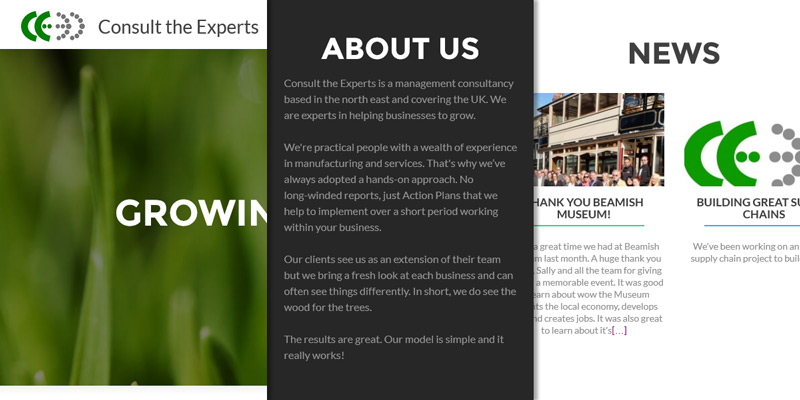 Consult the Experts
GROWIN
ABOUT US
Consult the Experts is a management consultancy
based in the north east and covering the UK. We
are experts in helping businesses to grow.
We're practical people with a wealth of experience
in manufacturing and services. That's why we've
always adopted a hands-on approach. No
long-winded reports, just Action Plans that we
help to implement over a short period working
within your business.
Our clients see us as an extension of their team
but we bring a fresh look at each business and can
often see things differently. In short, we do see the
wood for the trees.
The results are great. Our model is simple and it
really works!
NEWS
HANK YOU BEAMISH
MUSEUM!
a great time we had at Beamish
m last month. A huge thank you
Sally and all the team for giving
a memorable event. It was good
earn about wow the Museum
ts the local economy, develops
nd creates jobs. It was also great
to learn about it's[…]
BUILDING GREAT SU
CHAINS
We've been working on an
supply chain project to buil